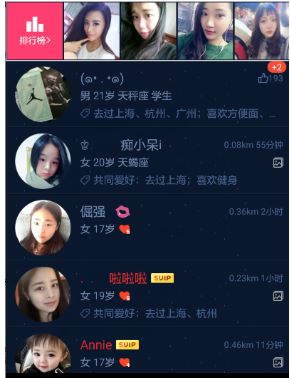 排行榜>
+2
(๑• . •๑)
193
男 21岁 天秤座 学生
去过上海、杭州、广州；喜欢方便面、...
痴小呆i
0.08km 55分钟
女 20岁 天蝎座
共同爱好：去过上海；喜欢健身
倔强 💋
0.36km 2小时
女 17岁
. . 啦啦啦 SVIP
0.23km 1小时
女 19岁
共同爱好：去过上海、杭州
Annie SVIP
0.46km 11分钟
女 17岁